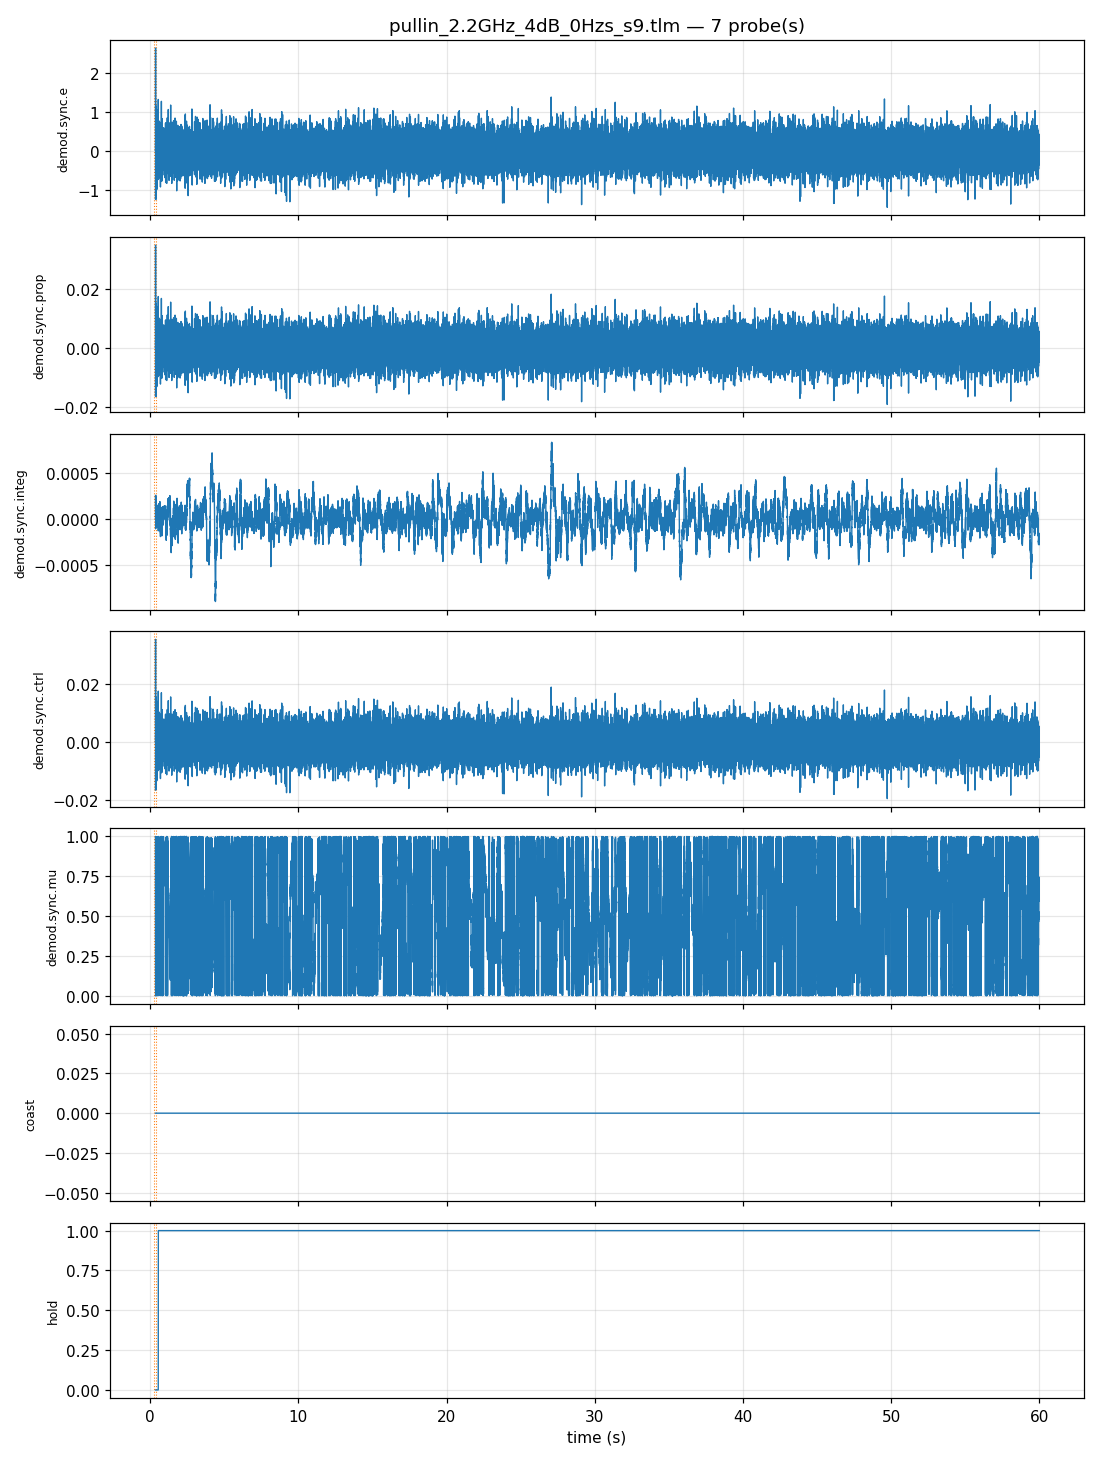 pullin_2.2GHz_4dB_0Hzs_s9.tlm — 7 probe(s)
demod.sync.e
2
1
0
−1
demod.sync.prop
0.02
0.00
−0.02
demod.sync.integ
0.0005
0.0000
−0.0005
demod.sync.ctrl
0.02
0.00
−0.02
demod.sync.mu
1.00
0.75
0.50
0.25
0.00
coast
0.050
0.025
0.000
−0.025
−0.050
hold
1.00
0.75
0.50
0.25
0.00
0 10 20 30 40 50 60
time (s)